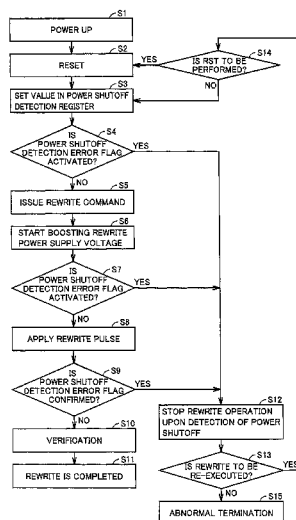 S1
POWER UP
S2
RESET
S14
IS RST TO BE
PERFORMED?
YES
NO
S3
SET VALUE IN POWER SHUTOFF
DETECTION REGISTER
S4
IS
POWER SHUTOFF
DETECTION ERROR FLAG
ACTIVATED?
YES
NO
S5
ISSUE REWRITE COMMAND
S6
START BOOSTING REWRITE
POWER SUPPLY VOLTAGE
S7
IS
POWER SHUTOFF
DETECTION ERROR FLAG
ACTIVATED?
YES
NO
S8
APPLY REWRITE PULSE
S9
IS
POWER SHUTOFF
DETECTION ERROR FLAG
CONFIRMED?
YES
NO
S10
VERIFICATION
S11
REWRITE IS COMPLETED
S12
STOP REWRITE OPERATION
UPON DETECTION OF POWER
SHUTOFF
S13
IS REWRITE TO BE
RE-EXECUTED?
YES
NO
S15
ABNORMAL TERMINATION